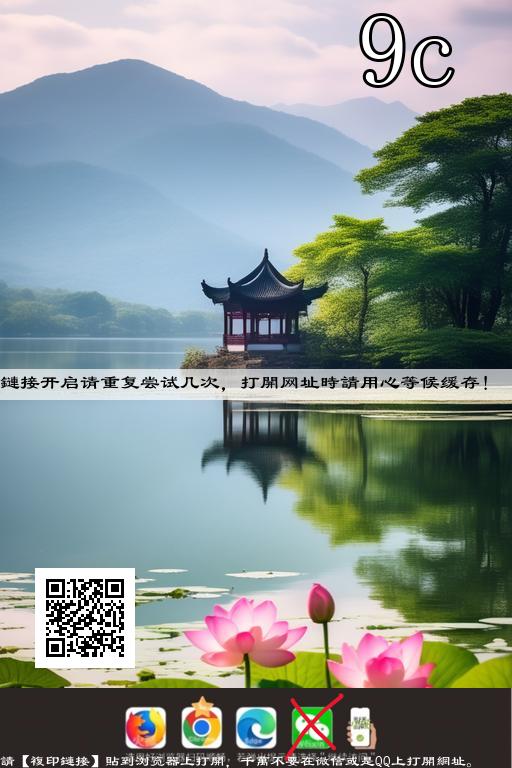 9c
鏈接开启请重复尝试几次，打開网址時請用心等候缓存！
請【複印鏈接】貼到浏览器上打開，千萬不要在微信或是QQ上打開網址。